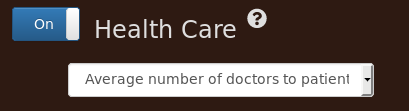 On
Health Care ?
Average number of doctors to patient